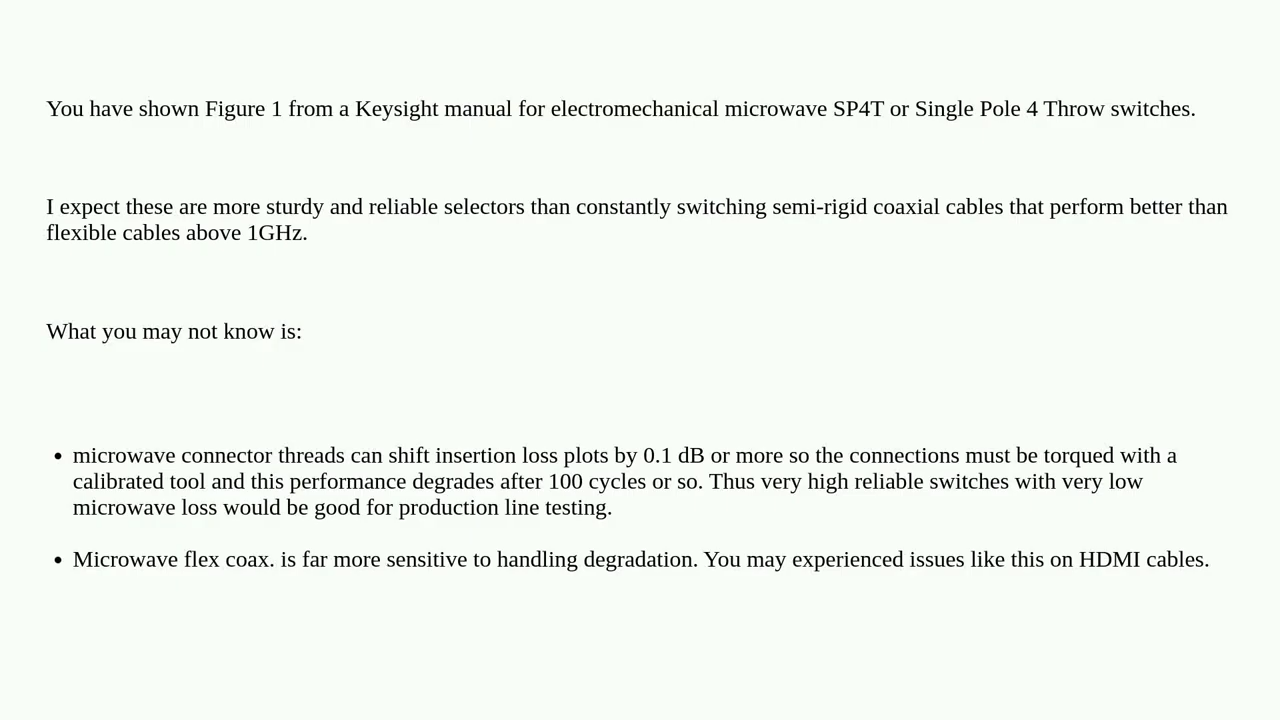 You have shown Figure 1 from a Keysight manual for electromechanical microwave SP4T or Single Pole 4 Throw switches.
I expect these are more sturdy and reliable selectors than constantly switching semi-rigid coaxial cables that perform better than
flexible cables above 1GHz.
What you may not know is:
• microwave connector threads can shift insertion loss plots by 0.1 dB or more so the connections must be torqued with a
calibrated tool and this performance degrades after 100 cycles or so. Thus very high reliable switches with very low
microwave loss would be good for production line testing.
• Microwave flex coax. is far more sensitive to handling degradation. You may experienced issues like this on HDMI cables.